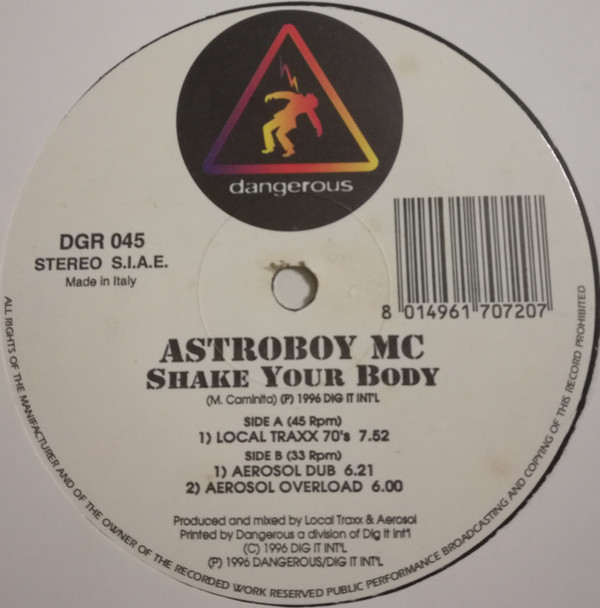 dangerous
DGR 045
STEREO S.I.A.E.
Made in Italy
8 014961 707207
ASTROBOY MC
SHAKE YOUR BODY
(M. Caminita) (P) 1996 DIG IT INT'L
SIDE A (45 Rpm)
1) LOCAL TRAXX 70's 7.52
SIDE B (33 Rpm)
1) AEROSOL DUB 6.21
2) AEROSOL OVERLOAD 6.00
Produced and mixed by Local Traxx & Aerosol
Printed by Dangerous a division of Dig it int'l
(C) 1996 DIG IT INT'L
(P) 1996 DANGEROUS/DIG IT INT'L
ALL RIGHTS OF THE MANIFACTURER AND OF THE OWNER OF THE RECORDED WORK RESERVED PUBLIC PERFORMANCE BROADCASTING AND COPYING OF THIS RECORD PROHIBITED